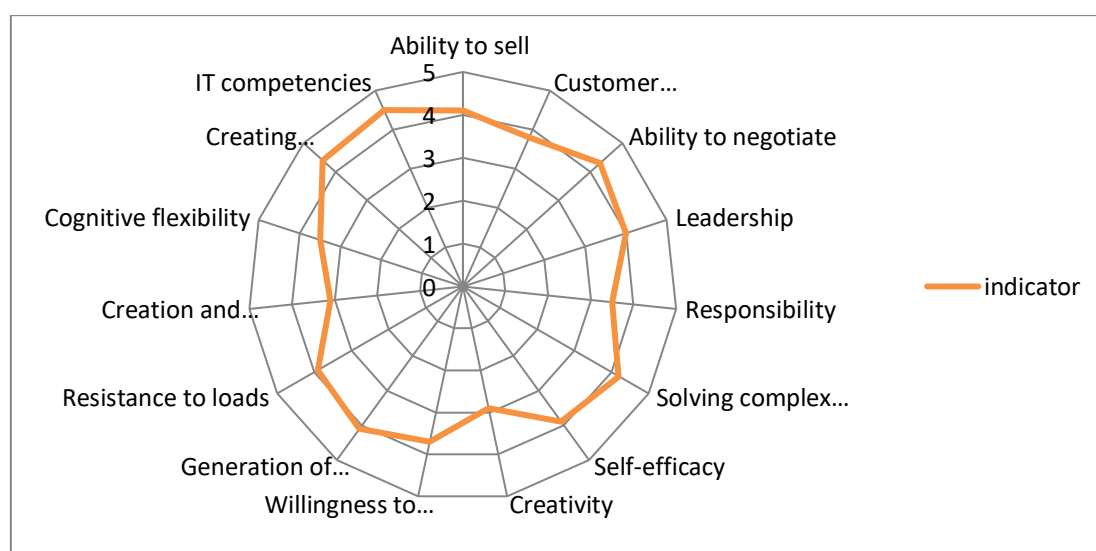 Ability to sell
Customer...
Ability to negotiate
Leadership
Responsibility
Solving complex...
Self-efficacy
Creativity
Willingness to...
Generation of...
Resistance to loads
Creation and...
Cognitive flexibility
Creating...
IT competencies
5
4
3
2
1
0
indicator